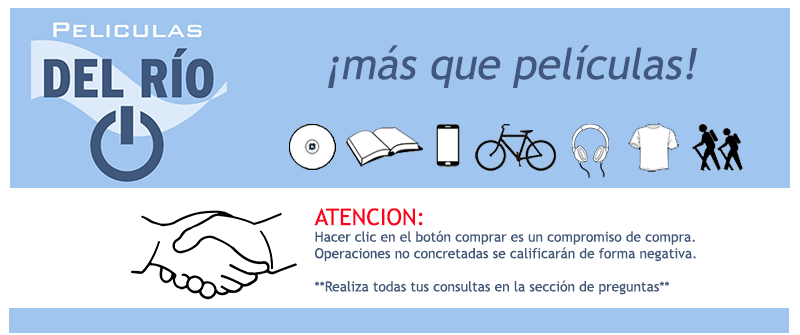 PELICULAS
DEL RÍO
¡más que películas!
ATENCION:
Hacer clic en el botón comprar es un compromiso de compra.
Operaciones no concretadas se calificarán de forma negativa.
**Realiza todas tus consultas en la sección de preguntas**